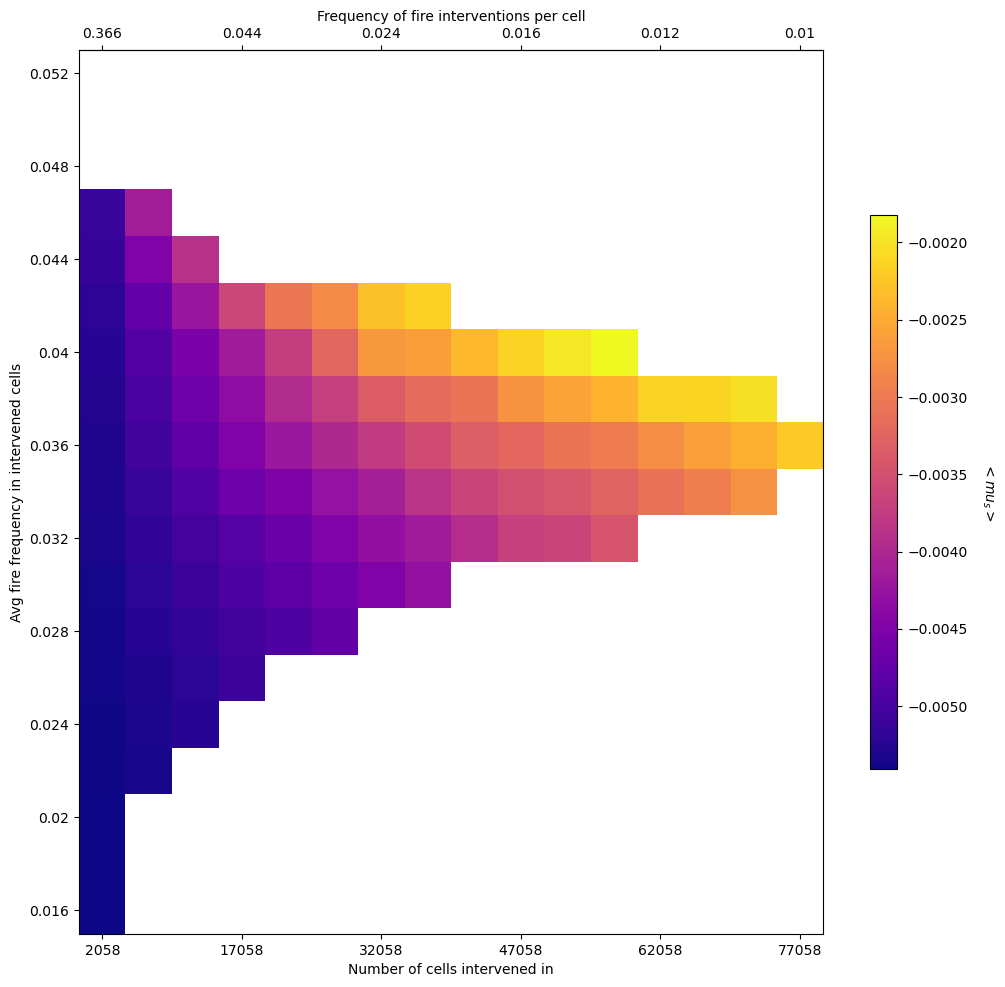 Frequency of fire interventions per cell
0.366 0.044 0.024 0.016 0.012 0.01
0.052
0.048
0.044
0.04
0.036
0.032
0.028
0.024
0.02
0.016
Avg fire frequency in intervened cells
2058 17058 32058 47058 62058 77058
Number of cells intervened in
−0.0020
−0.0025
−0.0030
−0.0035
−0.0040
−0.0045
−0.0050
<mu_s>